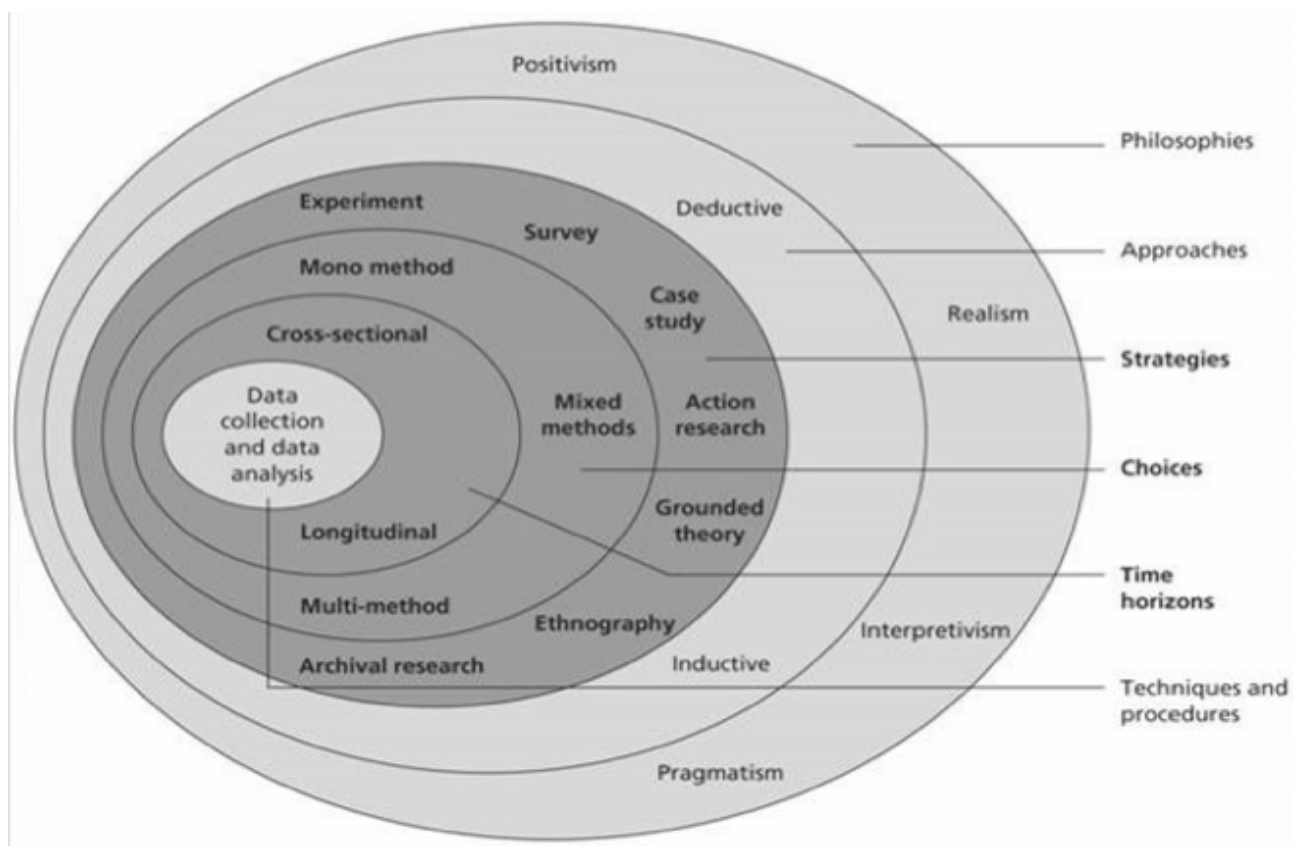 Positivism
Philosophies
Experiment
Deductive
Survey
Approaches
Mono method
Case
study
Realism
Cross-sectional
Strategies
Data
collection
and data
analysis
Mixed
methods
Action
research
Choices
Grounded
theory
Longitudinal
Time
horizons
Multi-method
Ethnography
Interpretivism
Archival research
Inductive
Techniques and
procedures
Pragmatism